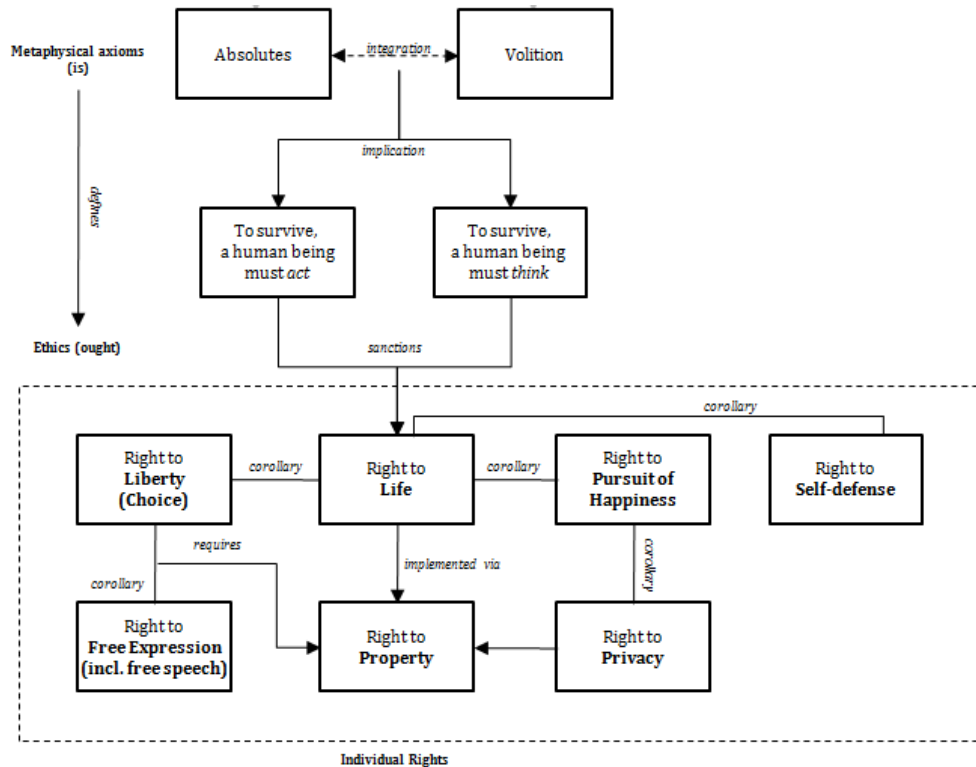 Metaphysical axioms
(is)
Absolutes
integration
Volition
implication
defines
To survive,
a human being
must act
To survive,
a human being
must think
Ethics (ought)
sanctions
corollary
Right to
Liberty
(Choice)
corollary
Right to
Life
corollary
Right to
Pursuit of
Happiness
Right to
Self-defense
requires
implemented via
corollary
corollary
Right to
Free Expression
(incl. free speech)
Right to
Property
Right to
Privacy
Individual Rights